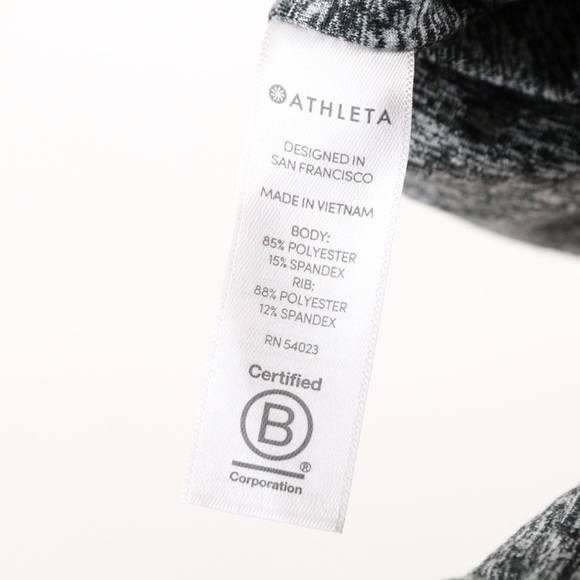 ATHLETA
DESIGNED IN
SAN FRANCISCO
MADE IN VIETNAM
BODY:
85% POLYESTER
15% SPANDEX
RIB:
88% POLYESTER
12% SPANDEX
RN 54023
Certified
B
®
Corporation